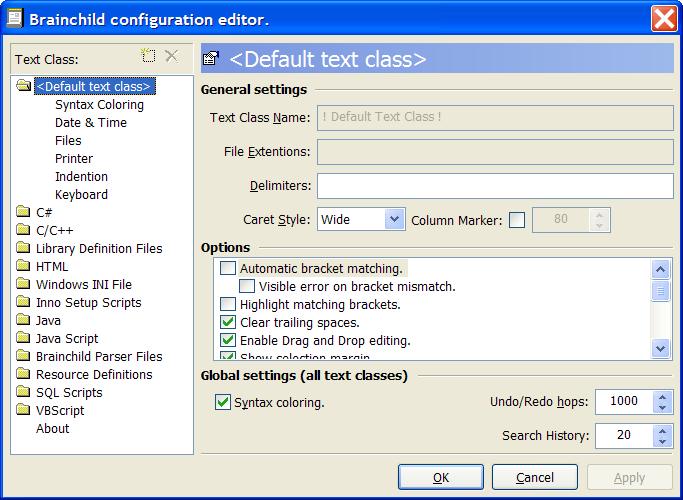 Brainchild configuration editor.
Text Class:
<Default text class>
Syntax Coloring
Date & Time
Files
Printer
Indention
Keyboard
C#
C/C++
Library Definition Files
HTML
Windows INI File
Inno Setup Scripts
Java
Java Script
Brainchild Parser Files
Resource Definitions
SQL Scripts
VBScript
About
<Default text class>
General settings
Text Class Name: ! Default Text Class !
File Extentions:
Delimiters:
Caret Style: Wide Column Marker: 80
Options
Automatic bracket matching.
Visible error on bracket mismatch.
Highlight matching brackets.
Clear trailing spaces.
Enable Drag and Drop editing.
Show selection margin.
Global settings (all text classes)
Syntax coloring. Undo/Redo hops: 1000
Search History: 20
OK Cancel Apply